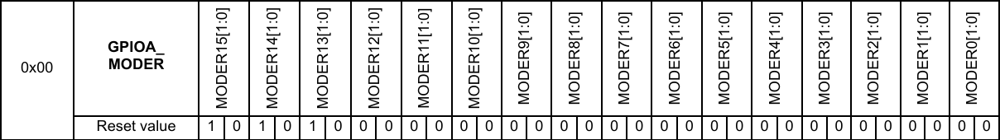 0x00
GPIOA_
MODER
MODER15[1:0]
MODER14[1:0]
MODER13[1:0]
MODER12[1:0]
MODER11[1:0]
MODER10[1:0]
MODER9[1:0]
MODER8[1:0]
MODER7[1:0]
MODER6[1:0]
MODER5[1:0]
MODER4[1:0]
MODER3[1:0]
MODER2[1:0]
MODER1[1:0]
MODER0[1:0]
Reset value 1 0 1 0 1 0 0 0 0 0 0 0 0 0 0 0 0 0 0 0 0 0 0 0 0 0 0 0 0 0 0 0